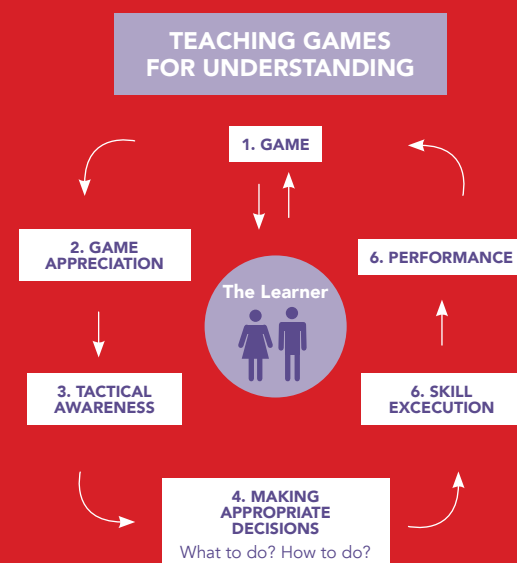 TEACHING GAMES
FOR UNDERSTANDING
1. GAME
2. GAME
APPRECIATION
6. PERFORMANCE
The Learner
3. TACTICAL
AWARENESS
6. SKILL
EXCECUTION
4. MAKING
APPROPRIATE
DECISIONS
What to do? How to do?